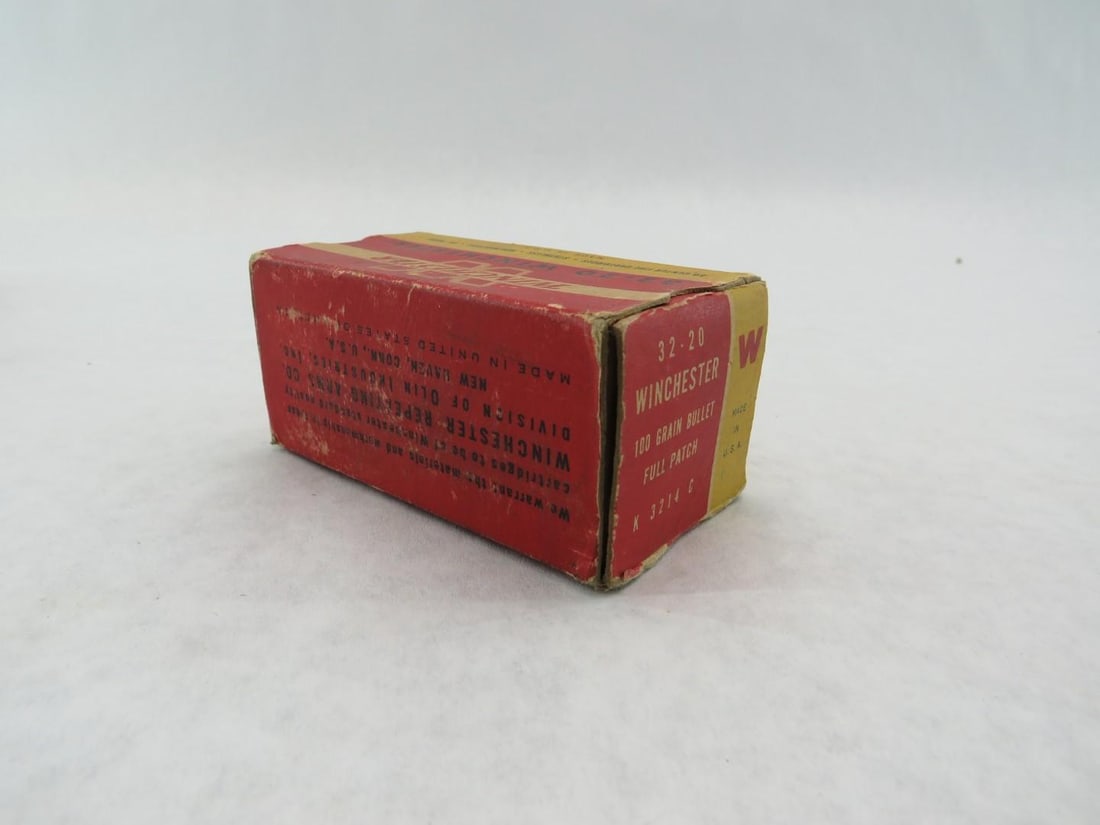 32-20
WINCHESTER
100 GRAIN BULLET
FULL PATCH
K 3214 C
W
MADE
IN
U.S.A.
We warrant the materials and workmanship in these
cartridges to be of Winchester standard quality
WINCHESTER REPEATING ARMS CO.
DIVISION OF OLIN INDUSTRIES, Inc.
NEW HAVEN, CONN., U.S.A.
MADE IN UNITED STATES OF